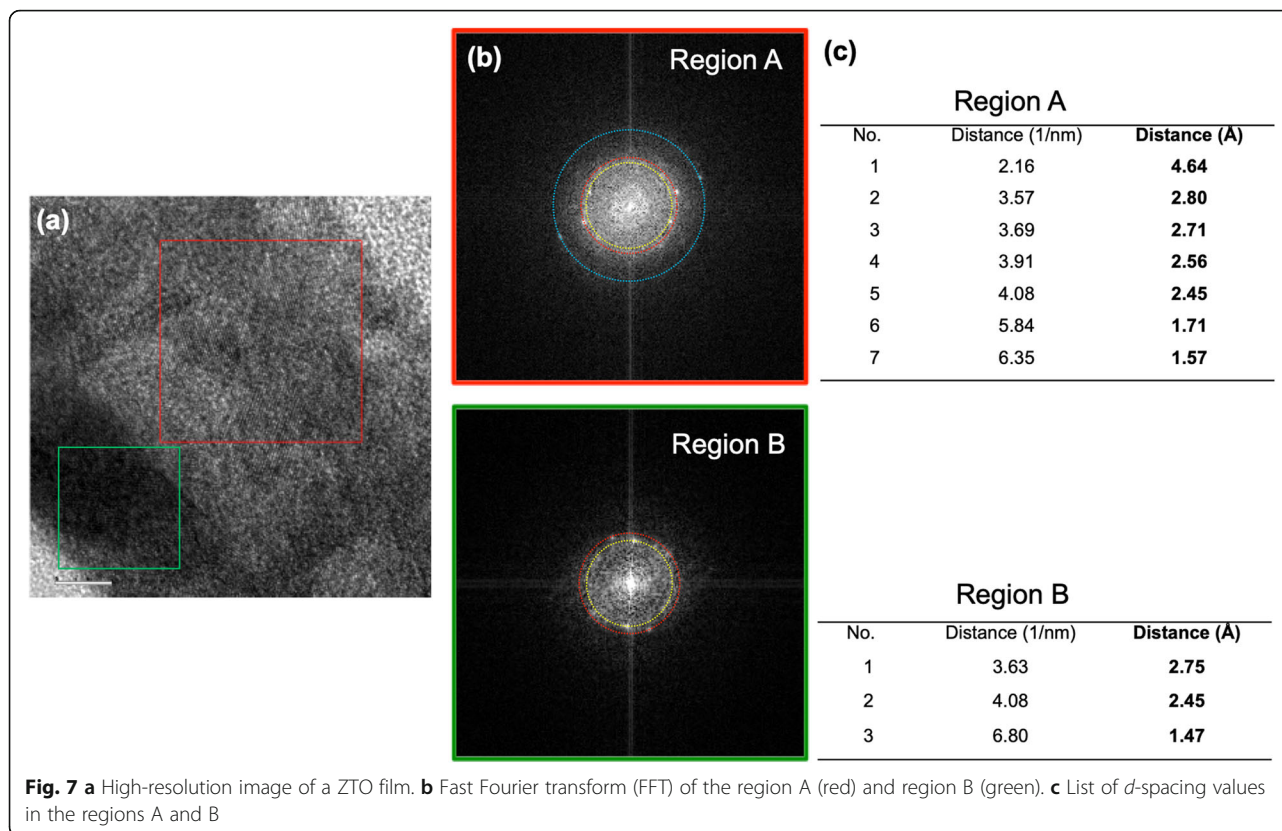 (a)
(b)
Region A
Region B
(c)
Region A
No. Distance (1/nm) Distance (Å)
1 2.16 4.64
2 3.57 2.80
3 3.69 2.71
4 3.91 2.56
5 4.08 2.45
6 5.84 1.71
7 6.35 1.57
Region B
No. Distance (1/nm) Distance (Å)
1 3.63 2.75
2 4.08 2.45
3 6.80 1.47
Fig. 7 a High-resolution image of a ZTO film. b Fast Fourier transform (FFT) of the region A (red) and region B (green). c List of d-spacing values
in the regions A and B